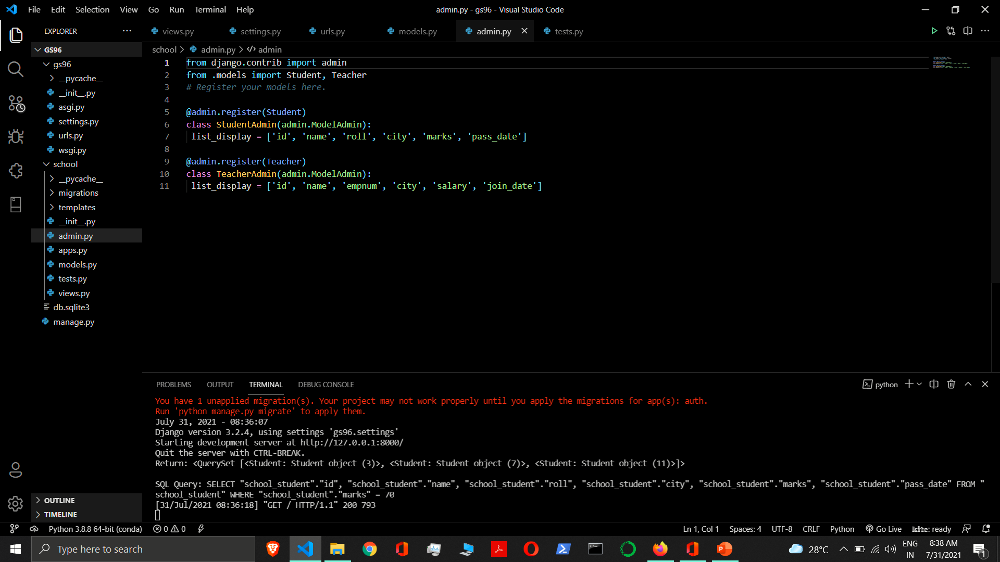 File Edit Selection View Go Run Terminal Help
admin.py - gs96 - Visual Studio Code
EXPLORER
GS96
gs96
__pycache__
__init__.py
asgi.py
settings.py
urls.py
wsgi.py
school
__pycache__
migrations
templates
__init__.py
admin.py
apps.py
models.py
tests.py
views.py
db.sqlite3
manage.py
OUTLINE
TIMELINE
views.py settings.py urls.py models.py admin.py tests.py
school > admin.py > admin
1 from django.contrib import admin
2 from .models import Student, Teacher
3 # Register your models here.
4
5 @admin.register(Student)
6 class StudentAdmin(admin.ModelAdmin):
7 list_display = ['id', 'name', 'roll', 'city', 'marks', 'pass_date']
8
9 @admin.register(Teacher)
10 class TeacherAdmin(admin.ModelAdmin):
11 list_display = ['id', 'name', 'empnum', 'city', 'salary', 'join_date']
PROBLEMS OUTPUT TERMINAL DEBUG CONSOLE
python
You have 1 unapplied migration(s). Your project may not work properly until you apply the migrations for app(s): auth.
Run 'python manage.py migrate' to apply them.
July 31, 2021 - 08:36:07
Django version 3.2.4, using settings 'gs96.settings'
Starting development server at http://127.0.0.1:8000/
Quit the server with CTRL-BREAK.
Return: <QuerySet [<Student: Student object (3)>, <Student: Student object (7)>, <Student: Student object (11)>]>
SQL Query: SELECT "school_student"."id", "school_student"."name", "school_student"."roll", "school_student"."city", "school_student"."marks", "school_student"."pass_date" FROM "
school_student" WHERE "school_student"."marks" = 70
[31/Jul/2021 08:36:18] "GET / HTTP/1.1" 200 793
Python 3.8.8 64-bit (conda) 0 0
Ln 1, Col 1 Spaces: 4 UTF-8 CRLF Python Go Live kite: ready
Type here to search
28°C
ENG
IN
8:38 AM
7/31/2021
1